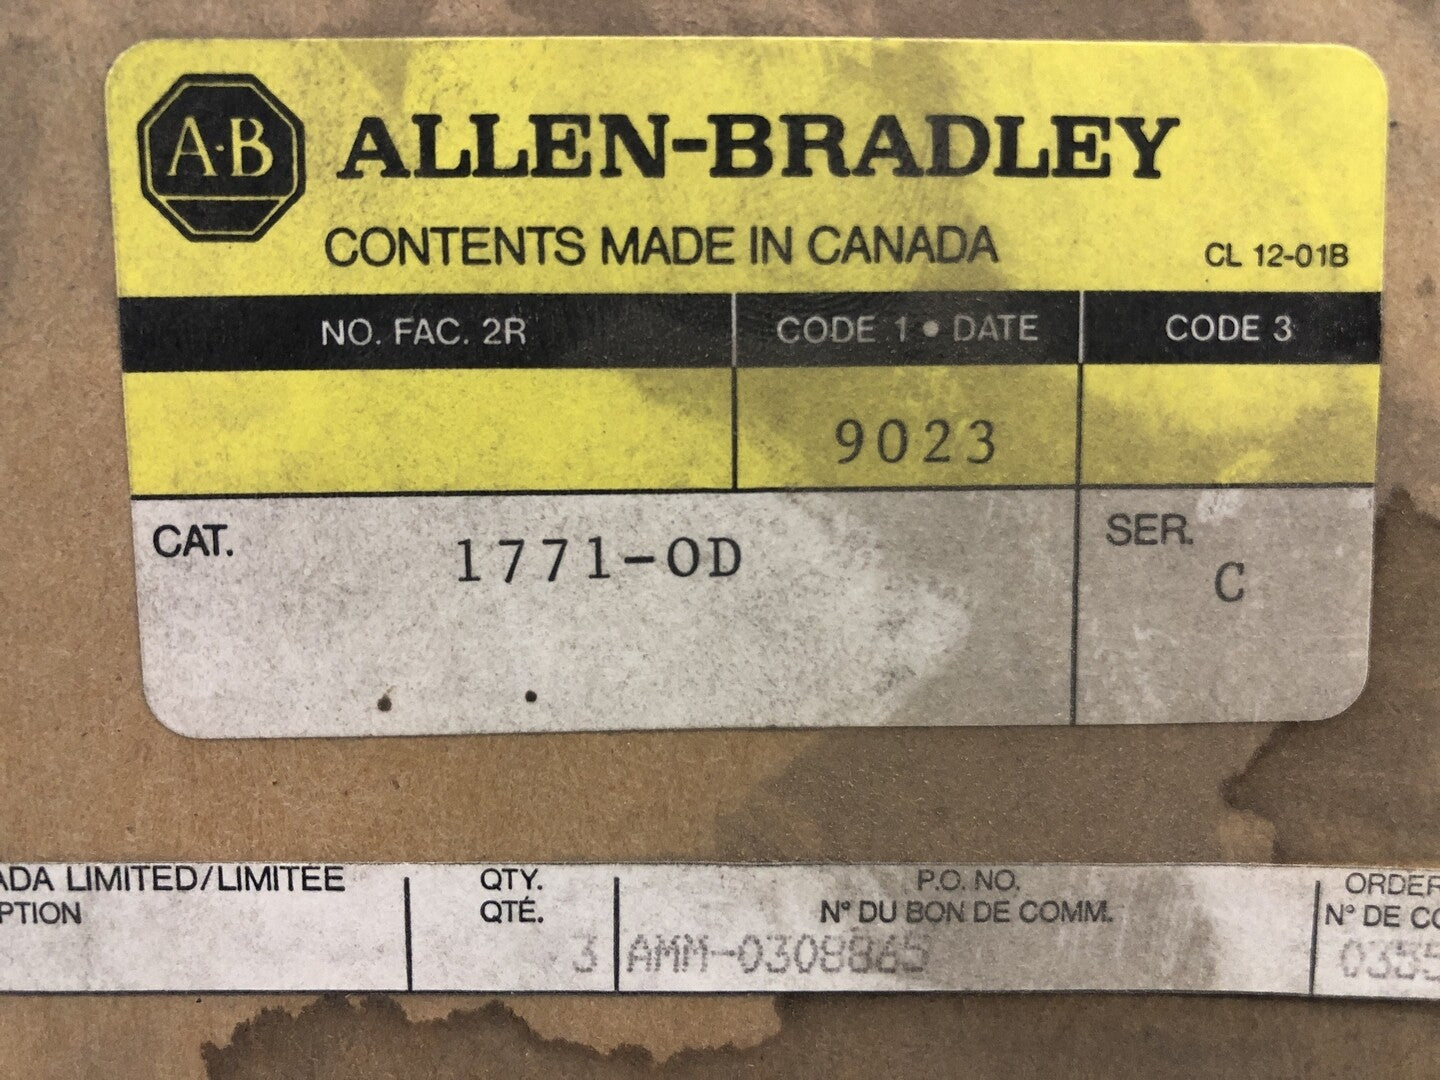 A·B ALLEN-BRADLEY
CONTENTS MADE IN CANADA CL 12-01B
NO. FAC. 2R CODE 1 • DATE CODE 3
9023
CAT. 1771-OD SER. C
ADA LIMITED/LIMITÉE QTY. P.O. NO. ORDER
PTION QTÉ. N° DU BON DE COMM. N° DE CO
3 AMM-0308865 0355